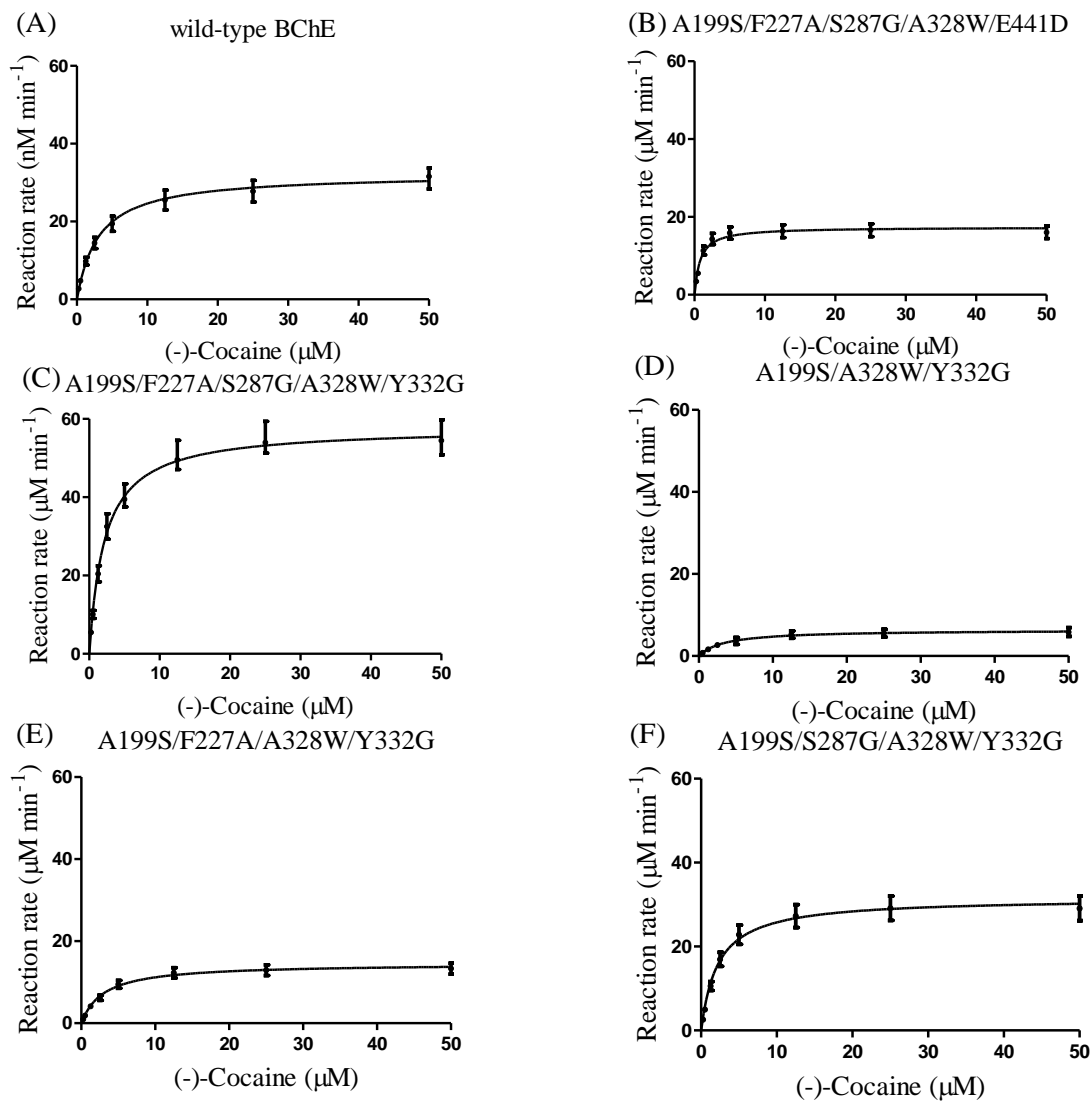 (A) wild-type BChE
Reaction rate (nM min⁻¹)
60
40
20
0
0 10 20 30 40 50
(-)-Cocaine (μM)
(B) A199S/F227A/S287G/A328W/E441D
Reaction rate (μM min⁻¹)
60
40
20
0
0 10 20 30 40 50
(-)-Cocaine (μM)
(C) A199S/F227A/S287G/A328W/Y332G
Reaction rate (μM min⁻¹)
60
40
20
0
0 10 20 30 40 50
(-)-Cocaine (μM)
(D) A199S/A328W/Y332G
Reaction rate (μM min⁻¹)
60
40
20
0
0 10 20 30 40 50
(-)-Cocaine (μM)
(E) A199S/F227A/A328W/Y332G
Reaction rate (μM min⁻¹)
60
40
20
0
0 10 20 30 40 50
(-)-Cocaine (μM)
(F) A199S/S287G/A328W/Y332G
Reaction rate (μM min⁻¹)
60
40
20
0
0 10 20 30 40 50
(-)-Cocaine (μM)